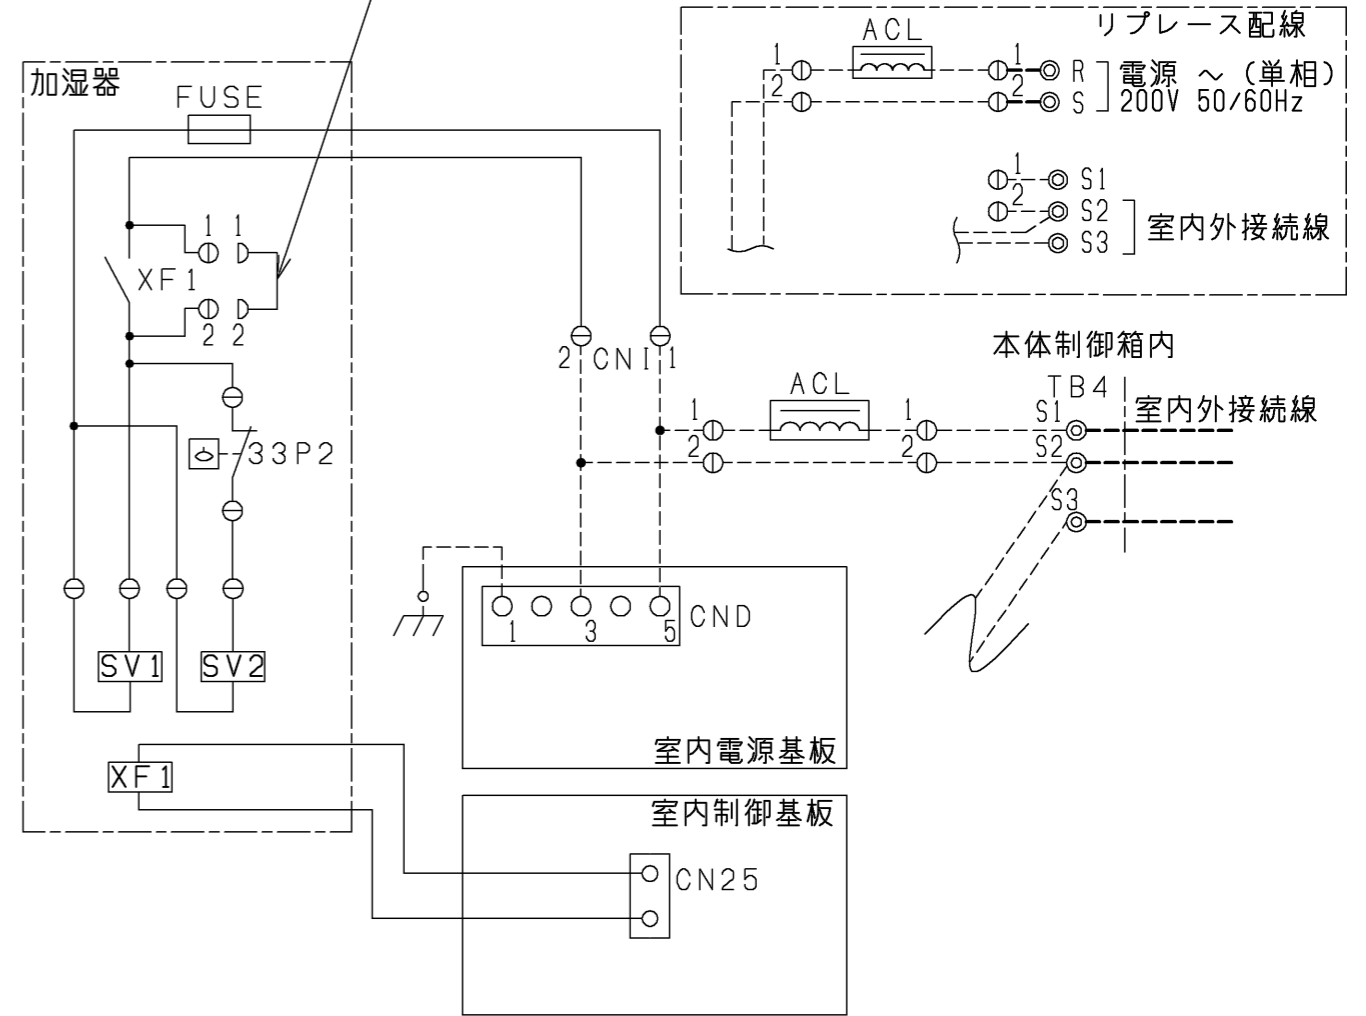 リプレース配線
ACL
1
1
R
電源 ～（単相）
2
2
S
200V 50/60Hz
1
S1
2
S2
室内外接続線
S3
加湿器
FUSE
1
1
XF1
2
2
2
CNI
1
33P2
本体制御箱内
TB4
ACL
1
1
S1
室内外接続線
2
2
S2
S3
SV1
SV2
XF1
1
3
5
CND
室内電源基板
室内制御基板
CN25